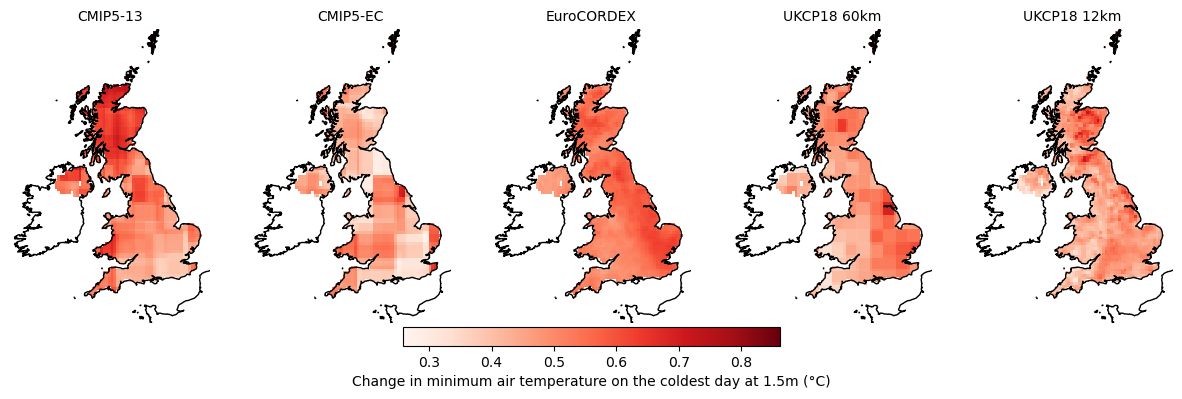 CMIP5-13 CMIP5-EC EuroCORDEX UKCP18 60km UKCP18 12km
0.3 0.4 0.5 0.6 0.7 0.8
Change in minimum air temperature on the coldest day at 1.5m (°C)